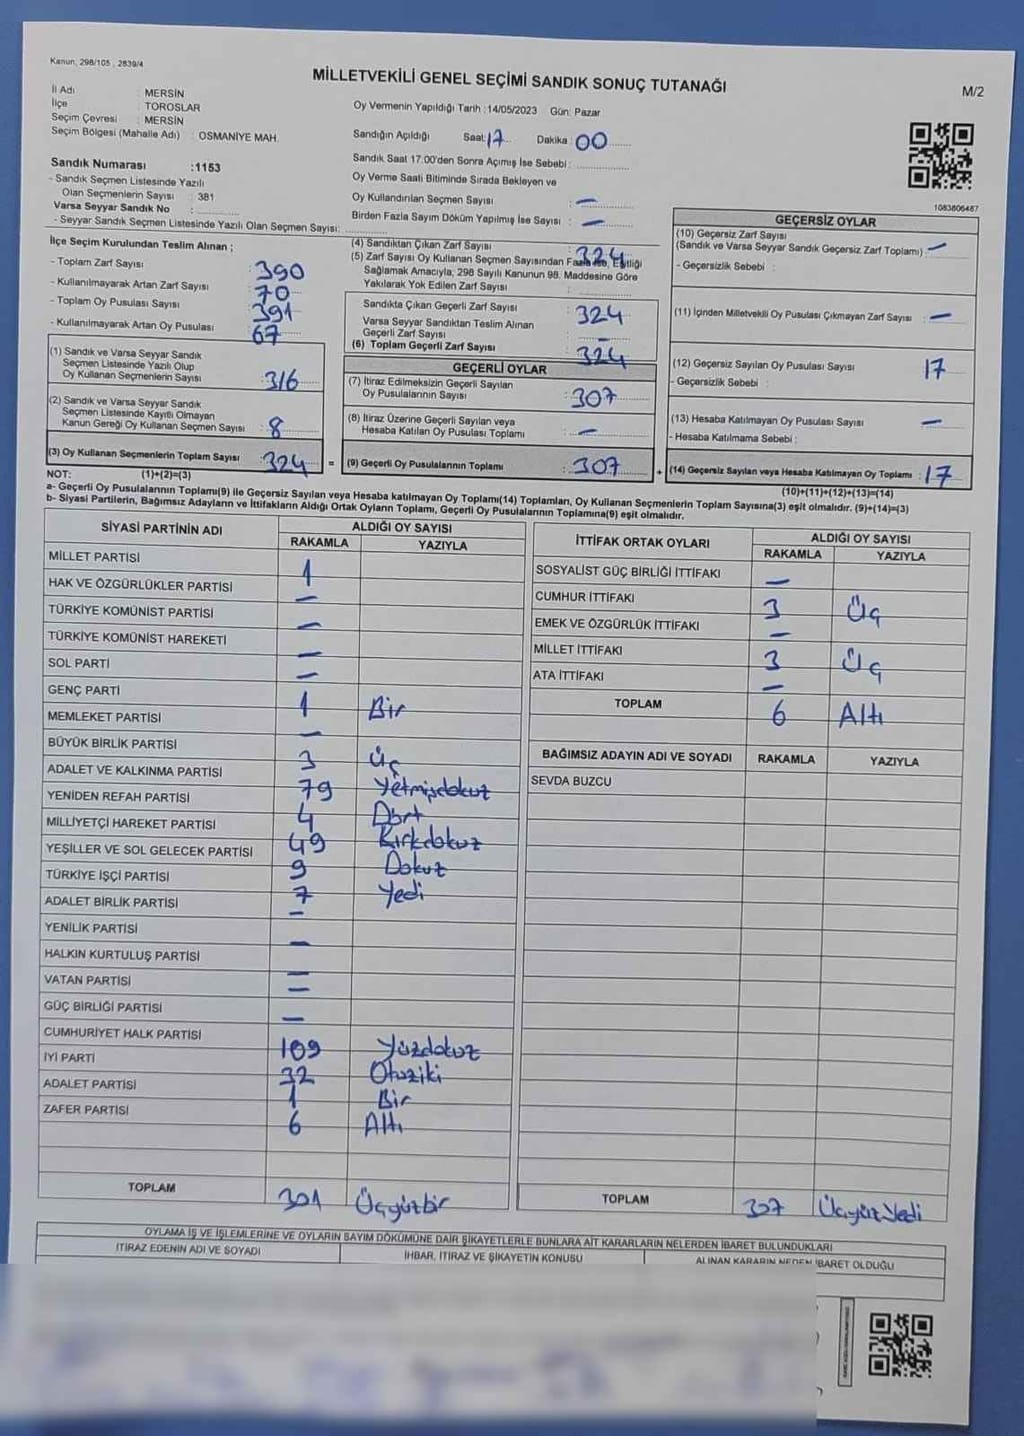 Kanun, 298/105 , 2839/4
MİLLETVEKİLİ GENEL SEÇİMİ SANDIK SONUÇ TUTANAĞI
M/2
İl Adı : MERSİN
İlçe : TOROSLAR
Seçim Çevresi : MERSİN
Seçim Bölgesi (Mahalle Adı) : OSMANİYE MAH.
Sandık Numarası :1153
- Sandık Seçmen Listesinde Yazılı
Olan Seçmenlerin Sayısı : 381
Varsa Seyyar Sandık No :
- Seyyar Sandık Seçmen Listesinde Yazılı Olan Seçmen Sayısı:
Oy Vermenin Yapıldığı Tarih :14/05/2023 Gün: Pazar
Sandığın Açıldığı Saat:17 Dakika : 00
Sandık Saat 17:00'den Sonra Açımış İse Sebebi :
Oy Verme Saati Bitiminde Sırada Bekleyen ve
Oy Kullandırılan Seçmen Sayısı : —
Birden Fazla Sayım Döküm Yapılmış İse Sayısı : —
1083806487
İlçe Seçim Kurulundan Teslim Alınan ;
- Toplam Zarf Sayısı : 390
- Kullanılmayarak Artan Zarf Sayısı : 70
- Toplam Oy Pusulası Sayısı : 391
- Kullanılmayarak Artan Oy Pusulası : 67
(1) Sandık ve Varsa Seyyar Sandık
Seçmen Listesinde Yazılı Olup
Oy Kullanan Seçmenlerin Sayısı : 316
(2) Sandık ve Varsa Seyyar Sandık
Seçmen Listesinde Kayıtlı Olmayan
Kanun Gereği Oy Kullanan Seçmen Sayısı : 8
(3) Oy Kullanan Seçmenlerin Toplam Sayısı : 324 =
(4) Sandıktan Çıkan Zarf Sayısı : 324
(5) Zarf Sayısı Oy Kullanan Seçmen Sayısından Fazla ise, Eşitliği
Sağlamak Amacıyla, 298 Sayılı Kanunun 98. Maddesine Göre
Yakılarak Yok Edilen Zarf Sayısı :
Sandıkta Çıkan Geçerli Zarf Sayısı : 324
Varsa Seyyar Sandıktan Teslim Alınan
Geçerli Zarf Sayısı : —
(6) Toplam Geçerli Zarf Sayısı : 324
GEÇERLİ OYLAR
(7) İtiraz Edilmeksizin Geçerli Sayılan
Oy Pusulalarının Sayısı : 307
(8) İtiraz Üzerine Geçerli Sayılan veya
Hesaba Katılan Oy Pusulası Toplamı : —
(9) Geçerli Oy Pusulalarının Toplamı : 307 +
GEÇERSİZ OYLAR
(10) Geçersiz Zarf Sayısı
(Sandık ve Varsa Seyyar Sandık Geçersiz Zarf Toplamı) : —
- Geçersizlik Sebebi :
(11) İçinden Milletvekili Oy Pusulası Çıkmayan Zarf Sayısı : —
(12) Geçersiz Sayılan Oy Pusulası Sayısı : 17
- Geçersizlik Sebebi :
(13) Hesaba Katılmayan Oy Pusulası Sayısı : —
- Hesaba Katılmama Sebebi :
(14) Geçersiz Sayılan veya Hesaba Katılmayan Oy Toplamı : 17
NOT: (1)+(2)=(3)
(10)+(11)+(12)+(13)=(14)
a- Geçerli Oy Pusulalarının Toplamı(9) ile Geçersiz Sayılan veya Hesaba katılmayan Oy Toplamı(14) Toplamları, Oy Kullanan Seçmenlerin Toplam Sayısına(3) eşit olmalıdır. (9)+(14)=(3)
b- Siyasi Partilerin, Bağımsız Adayların ve İttifakların Aldığı Ortak Oyların Toplamı, Geçerli Oy Pusulalarının Toplamına(9) eşit olmalıdır.
SİYASİ PARTİNİN ADI ALDIĞI OY SAYISI
RAKAMLA YAZIYLA
MİLLET PARTİSİ 1
HAK VE ÖZGÜRLÜKLER PARTİSİ —
TÜRKİYE KOMÜNİST PARTİSİ —
TÜRKİYE KOMÜNİST HAREKETİ —
SOL PARTİ —
GENÇ PARTİ 1 Bir
MEMLEKET PARTİSİ —
BÜYÜK BİRLİK PARTİSİ 3 Üç
ADALET VE KALKINMA PARTİSİ 79 Yetmişdokuz
YENİDEN REFAH PARTİSİ 4 Dört
MİLLİYETÇİ HAREKET PARTİSİ 49 Kırkdokuz
YEŞİLLER VE SOL GELECEK PARTİSİ 9 Dokuz
TÜRKİYE İŞÇİ PARTİSİ 7 Yedi
ADALET BİRLİK PARTİSİ —
YENİLİK PARTİSİ —
HALKIN KURTULUŞ PARTİSİ —
VATAN PARTİSİ —
GÜÇ BİRLİĞİ PARTİSİ —
CUMHURİYET HALK PARTİSİ 109 Yüzdokuz
İYİ PARTİ 32 Otuziki
ADALET PARTİSİ 1 Bir
ZAFER PARTİSİ 6 Altı
TOPLAM 301 Üçyüzbir
İTTİFAK ORTAK OYLARI ALDIĞI OY SAYISI
RAKAMLA YAZIYLA
SOSYALİST GÜÇ BİRLİĞİ İTTİFAKI —
CUMHUR İTTİFAKI 3 Üç
EMEK VE ÖZGÜRLÜK İTTİFAKI —
MİLLET İTTİFAKI 3 Üç
ATA İTTİFAKI —
TOPLAM 6 Altı
BAĞIMSIZ ADAYIN ADI VE SOYADI RAKAMLA YAZIYLA
SEVDA BUZCU
TOPLAM 307 ÜçyüzYedi
OYLAMA İŞ VE İŞLEMLERİNE VE OYLARIN SAYIM DÖKÜMÜNE DAİR ŞİKAYETLERLE BUNLARA AİT KARARLARIN NELERDEN İBARET BULUNDUKLARI
İTİRAZ EDENİN ADI VE SOYADI İHBAR, İTİRAZ VE ŞİKAYETİN KONUSU ALINAN KARARIN NEDEN İBARET OLDUĞU